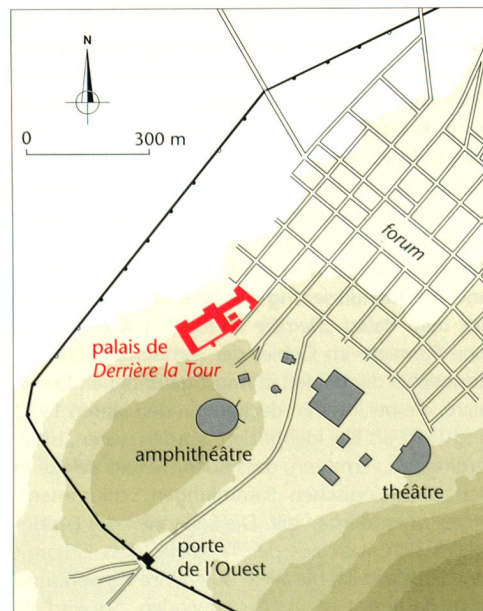 N
0 300 m
forum
palais de
Derrière la Tour
amphithéâtre
théâtre
porte
de l'Ouest